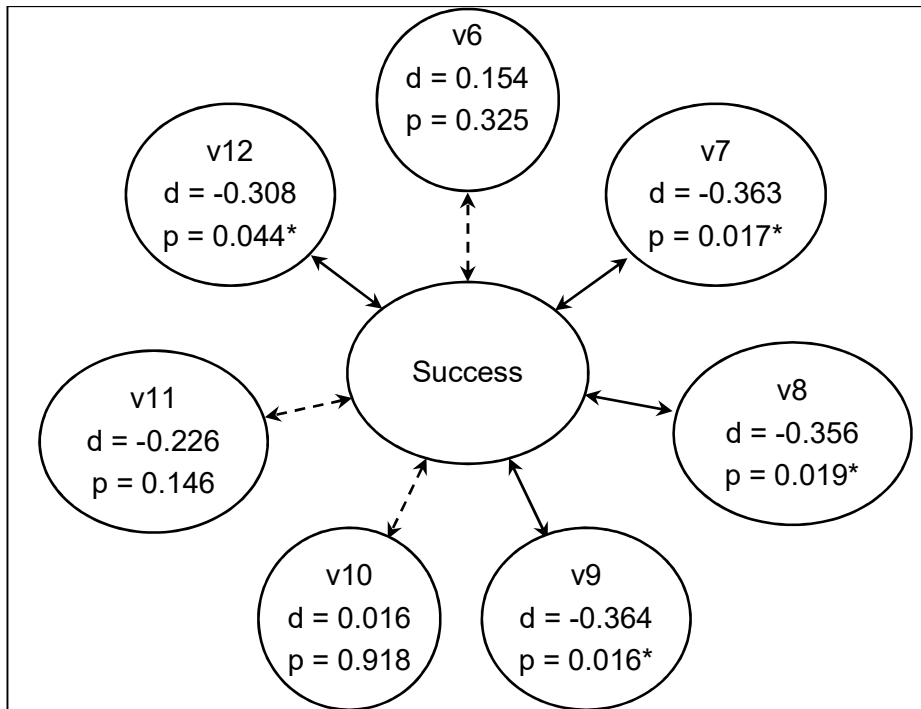 v6
d = 0.154
p = 0.325
v7
d = -0.363
p = 0.017*
v8
d = -0.356
p = 0.019*
v9
d = -0.364
p = 0.016*
v10
d = 0.016
p = 0.918
v11
d = -0.226
p = 0.146
v12
d = -0.308
p = 0.044*
Success